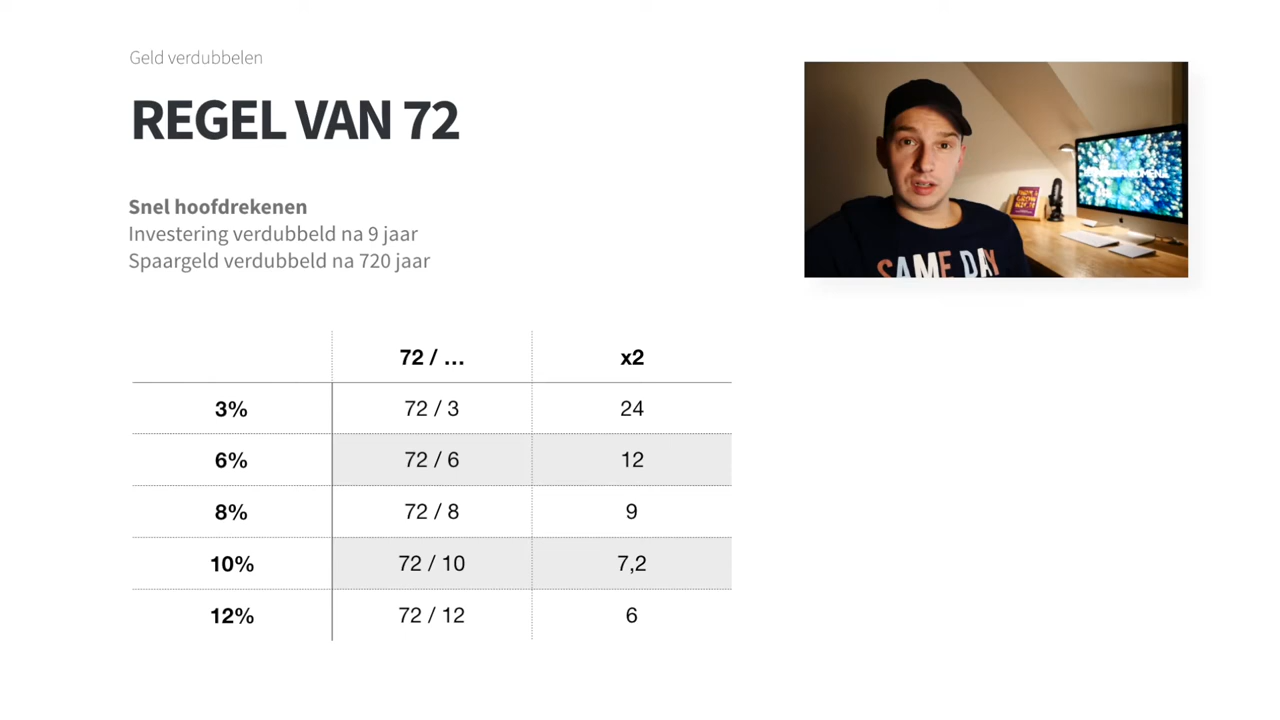 Geld verdubbelen
REGEL VAN 72
Snel hoofdrekenen
Investering verdubbeld na 9 jaar
Spaargeld verdubbeld na 720 jaar
SAME DAY
72 / ... x2
3% 72 / 3 24
6% 72 / 6 12
8% 72 / 8 9
10% 72 / 10 7,2
12% 72 / 12 6